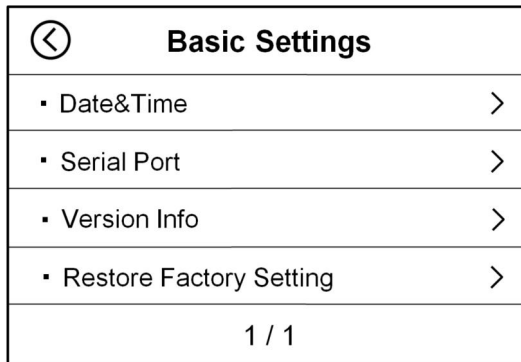 Basic Settings
Date&Time
Serial Port
Version Info
Restore Factory Setting
1 / 1